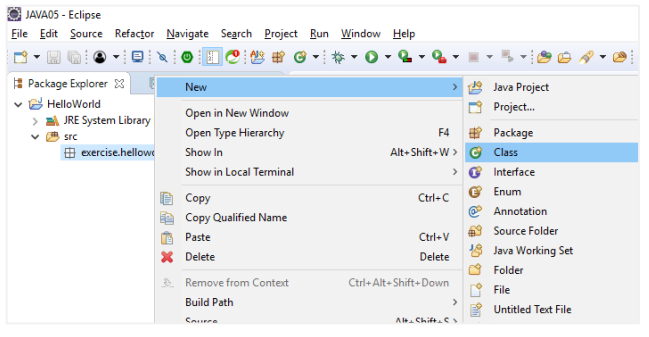 JAVA05 - Eclipse
File Edit Source Refactor Navigate Search Project Run Window Help
Package Explorer
HelloWorld
JRE System Library
src
exercise.hellowo
New
Open in New Window
Open Type Hierarchy F4
Show In Alt+Shift+W >
Show in Local Terminal
Copy Ctrl+C
Copy Qualified Name
Paste Ctrl+V
Delete Delete
Remove from Context Ctrl+Alt+Shift+Down
Build Path
Source Alt+Shift+S >
Java Project
Project...
Package
Class
Interface
Enum
Annotation
Source Folder
Java Working Set
Folder
File
Untitled Text File